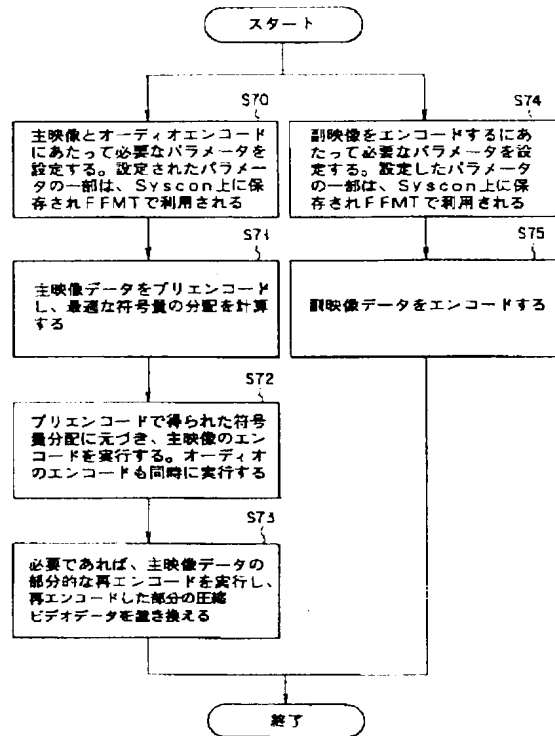 スタート
S70
主映像とオーディオエンコード
にあたって必要なパラメータを
設定する。設定されたパラメー
タの一部は、Syscon上に保
存されFFMTで利用される
S71
主映像データをプリエンコード
し、最適な符号量の分配を計算
する
S72
プリエンコードで得られた符号
量分配に元づき、主映像のエン
コードを実行する。オーディオ
のエンコードも同時に実行する
S73
必要であれば、主映像データの
部分的な再エンコードを実行し、
再エンコードした部分の圧縮
ビデオデータを置き換える
S74
副映像をエンコードするにあ
たって必要なパラメータを設
定する。設定したパラメータ
の一部は、Syscon上に保
存されFFMTで利用される
S75
副映像データをエンコードする
終了